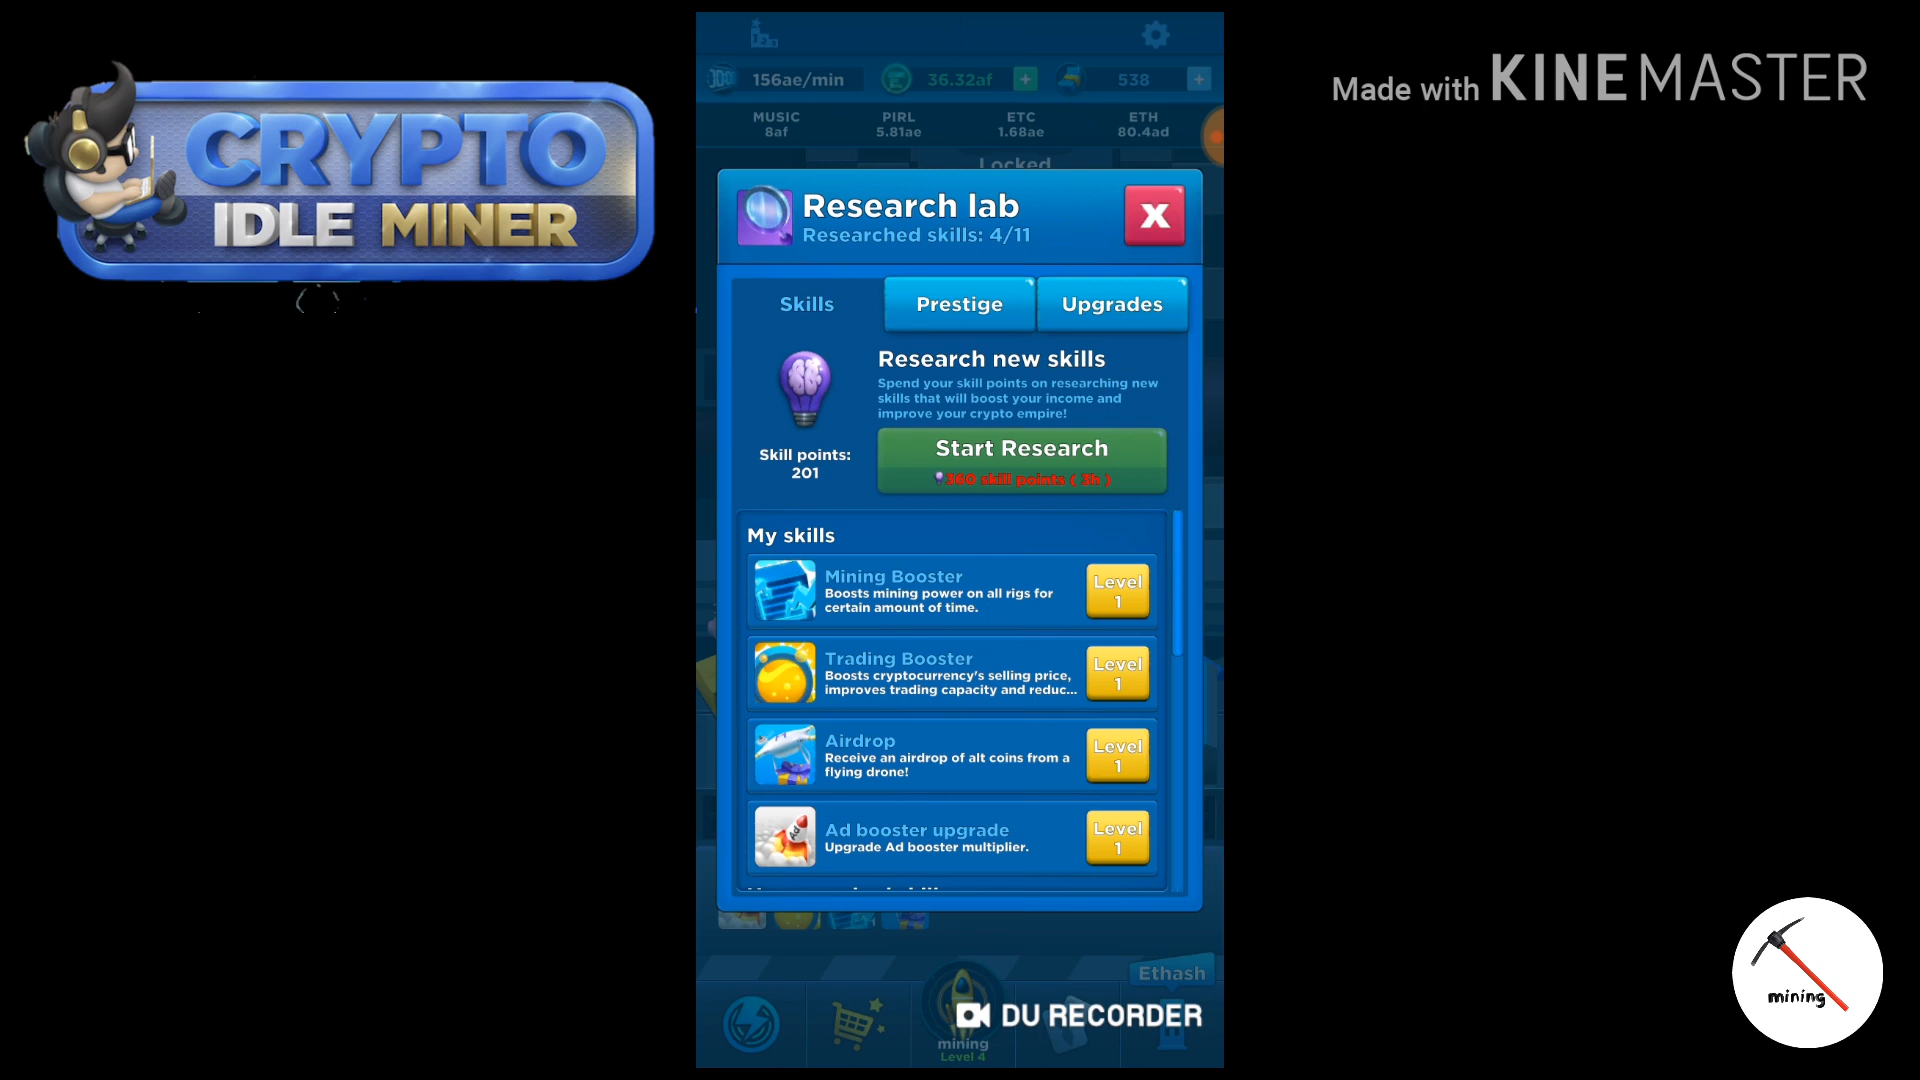 CRYPTO
IDLE MINER
Made with KINEMASTER
156ae/min
36.32af
538
MUSIC
8af
PIRL
5.81ae
ETC
1.68ae
ETH
80.4ad
Locked
Research lab
Researched skills: 4/11
X
Skills
Prestige
Upgrades
Research new skills
Spend your skill points on researching new
skills that will boost your income and
improve your crypto empire!
Skill points:
201
Start Research
360 skill points ( 3h )
My skills
Mining Booster
Boosts mining power on all rigs for
certain amount of time.
Level
1
Trading Booster
Boosts cryptocurrency's selling price,
improves trading capacity and reduc...
Level
1
Airdrop
Receive an airdrop of alt coins from a
flying drone!
Level
1
Ad
Ad booster upgrade
Upgrade Ad booster multiplier.
Level
1
Ethash
DU RECORDER
mining
Level 4
mining